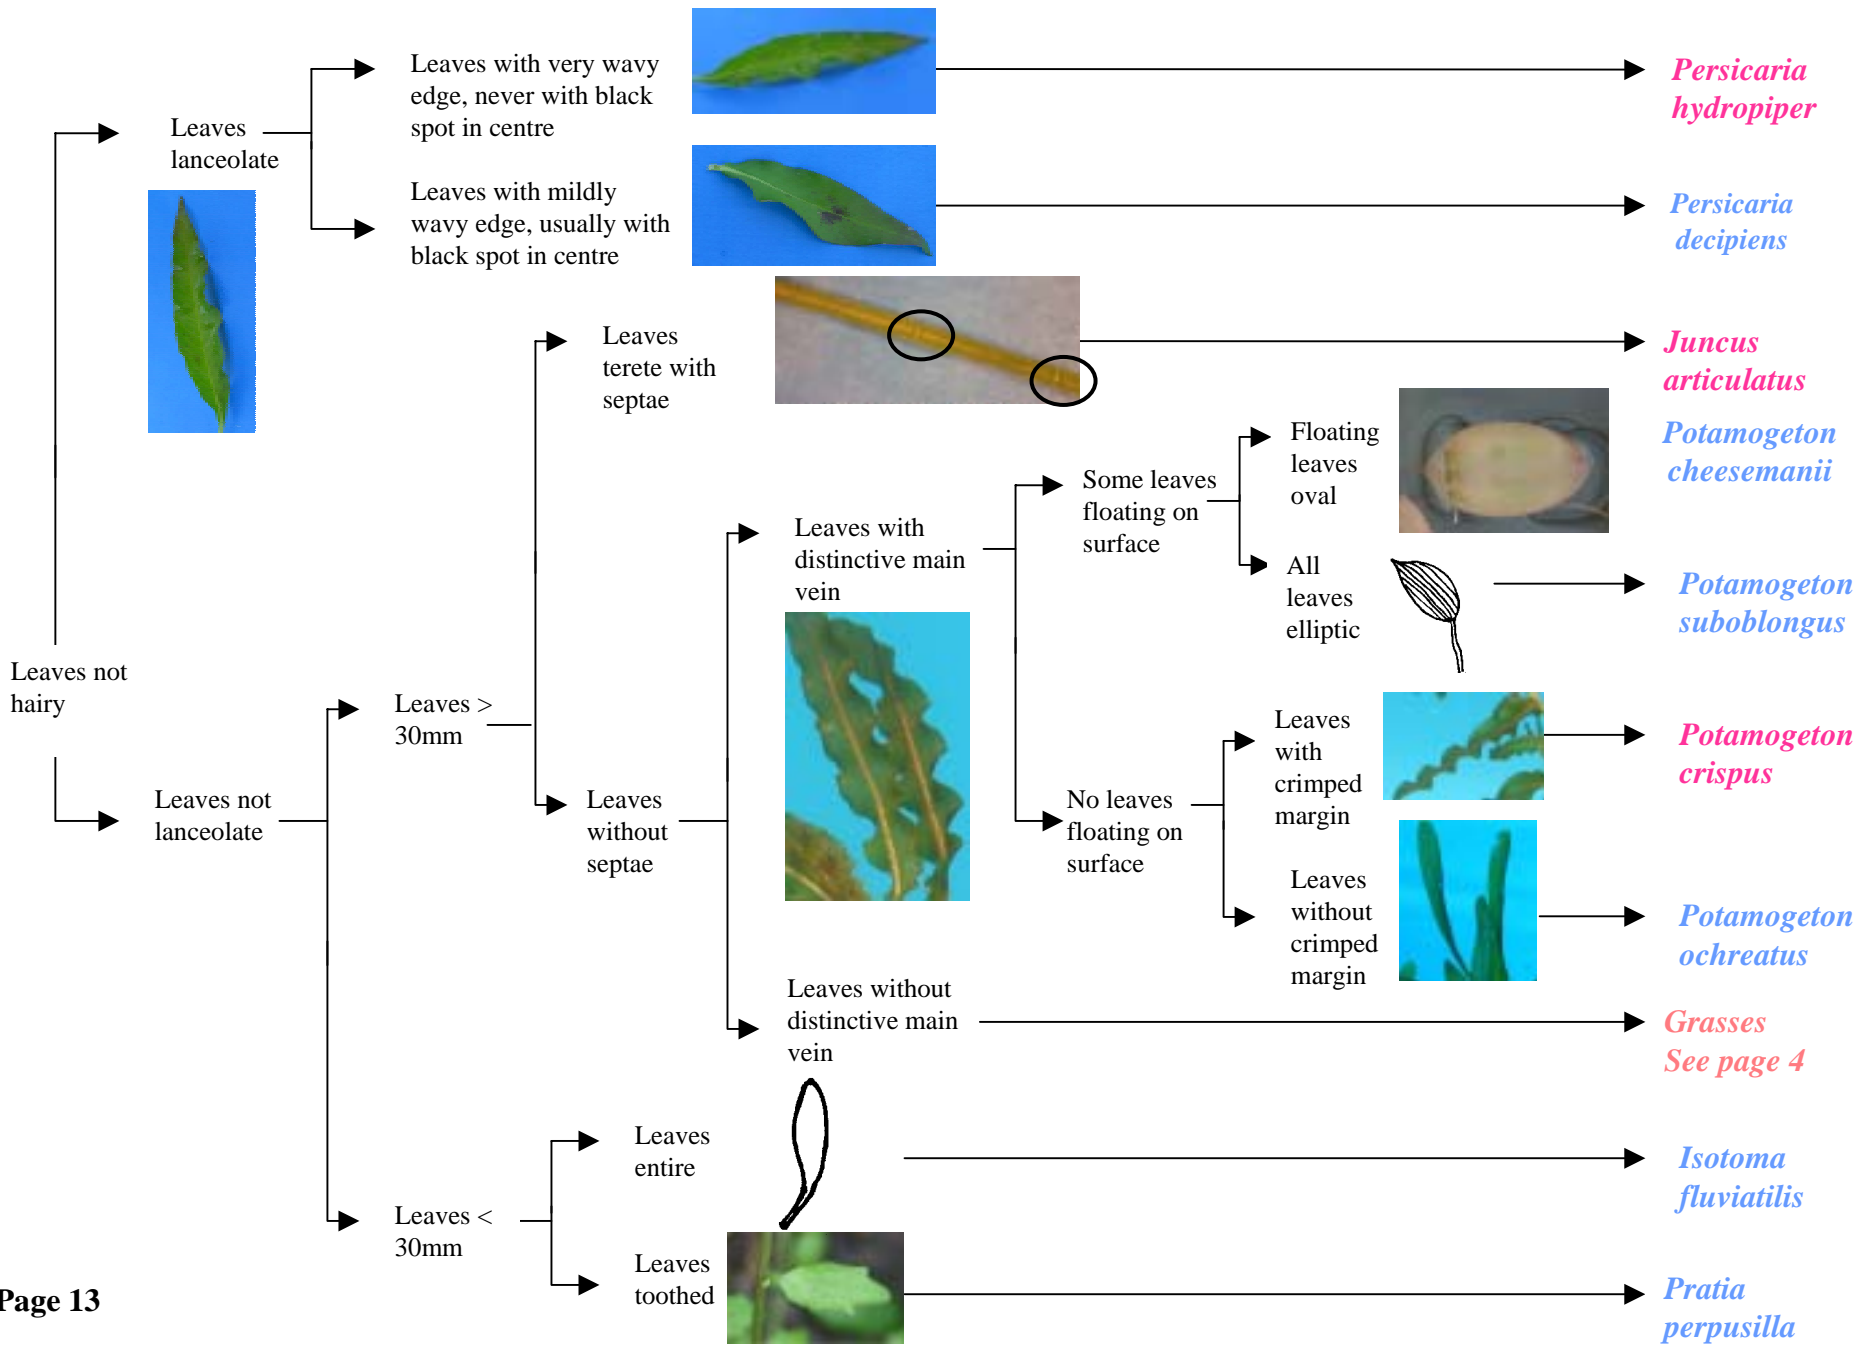 Leaves not
hairy
Leaves
lanceolate
Leaves with very wavy
edge, never with black
spot in centre
Persicaria
hydropiper
Leaves with mildly
wavy edge, usually with
black spot in centre
Persicaria
decipiens
Leaves not
lanceolate
Leaves >
30mm
Leaves
terete with
septae
Juncus
articulatus
Leaves
without
septae
Leaves with
distinctive main
vein
Some leaves
floating on
surface
Floating
leaves
oval
Potamogeton
cheesemanii
All
leaves
elliptic
Potamogeton
suboblongus
No leaves
floating on
surface
Leaves
with
crimped
margin
Potamogeton
crispus
Leaves
without
crimped
margin
Potamogeton
ochreatus
Leaves without
distinctive main
vein
Grasses
See page 4
Leaves <
30mm
Leaves
entire
Isotoma
fluviatilis
Leaves
toothed
Pratia
perpusilla
Page 13